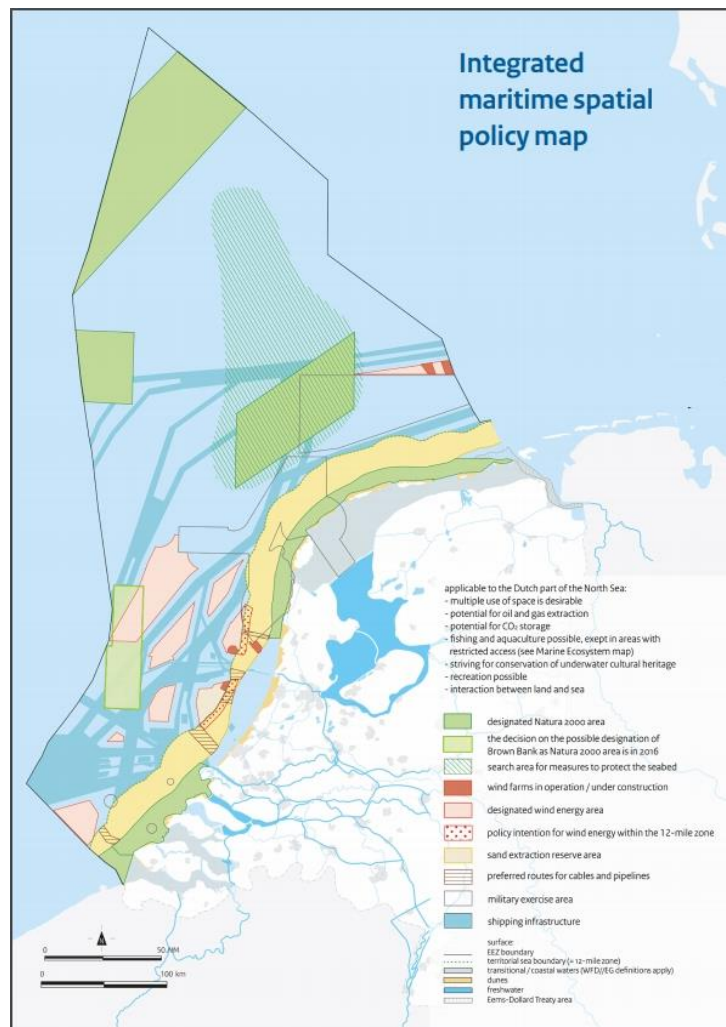 Integrated
maritime spatial
policy map
applicable to the Dutch part of the North Sea:
- multiple use of space is desirable
- potential for oil and gas extraction
- potential for CO₂ storage
- fishing and aquaculture possible, exept in areas with
restricted access (see Marine Ecosystem map)
- striving for conservation of underwater cultural heritage
- recreation possible
- interaction between land and sea
designated Natura 2000 area
the decision on the possible designation of
Brown Bank as Natura 2000 area is in 2016
search area for measures to protect the seabed
wind farms in operation / under construction
designated wind energy area
policy intention for wind energy within the 12-mile zone
sand extraction reserve area
preferred routes for cables and pipelines
military exercise area
shipping infrastructure
surface:
EEZ boundary
territorial sea boundary (= 12-mile zone)
transitional / coastal waters (WFD//EG definitions apply)
dunes
freshwater
Eems-Dollard Treaty area
N
0 50 NM
0 100 km